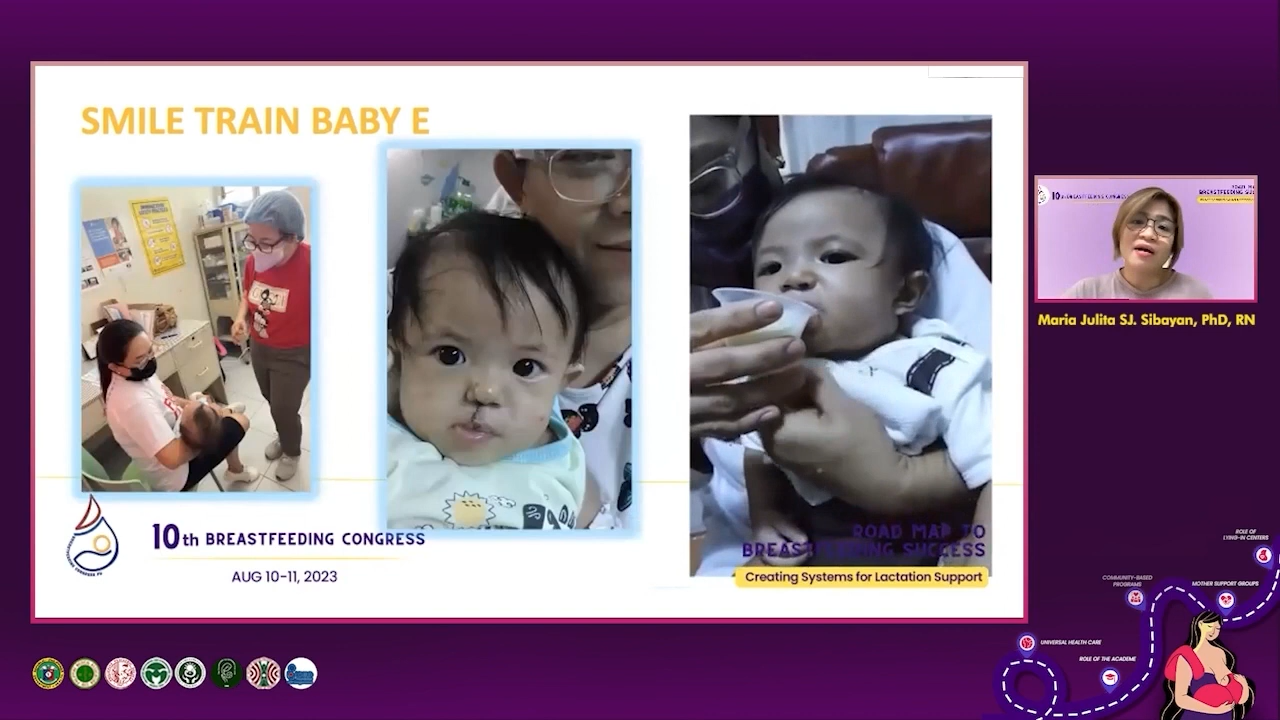 SMILE TRAIN BABY E
10th BREASTFEEDING CONGRESS
AUG 10-11, 2023
ROAD MAP TO
BREASTFEEDING SUCCESS
Creating Systems for Lactation Support
10th BREASTFEEDING CONGRESS
Maria Julita SJ. Sibayan, PhD, RN
ROLE OF
LYING-IN CENTERS
COMMUNITY-BASED
PROGRAMS
MOTHER SUPPORT GROUPS
UNIVERSAL HEALTH CARE
ROLE OF THE ACADEME